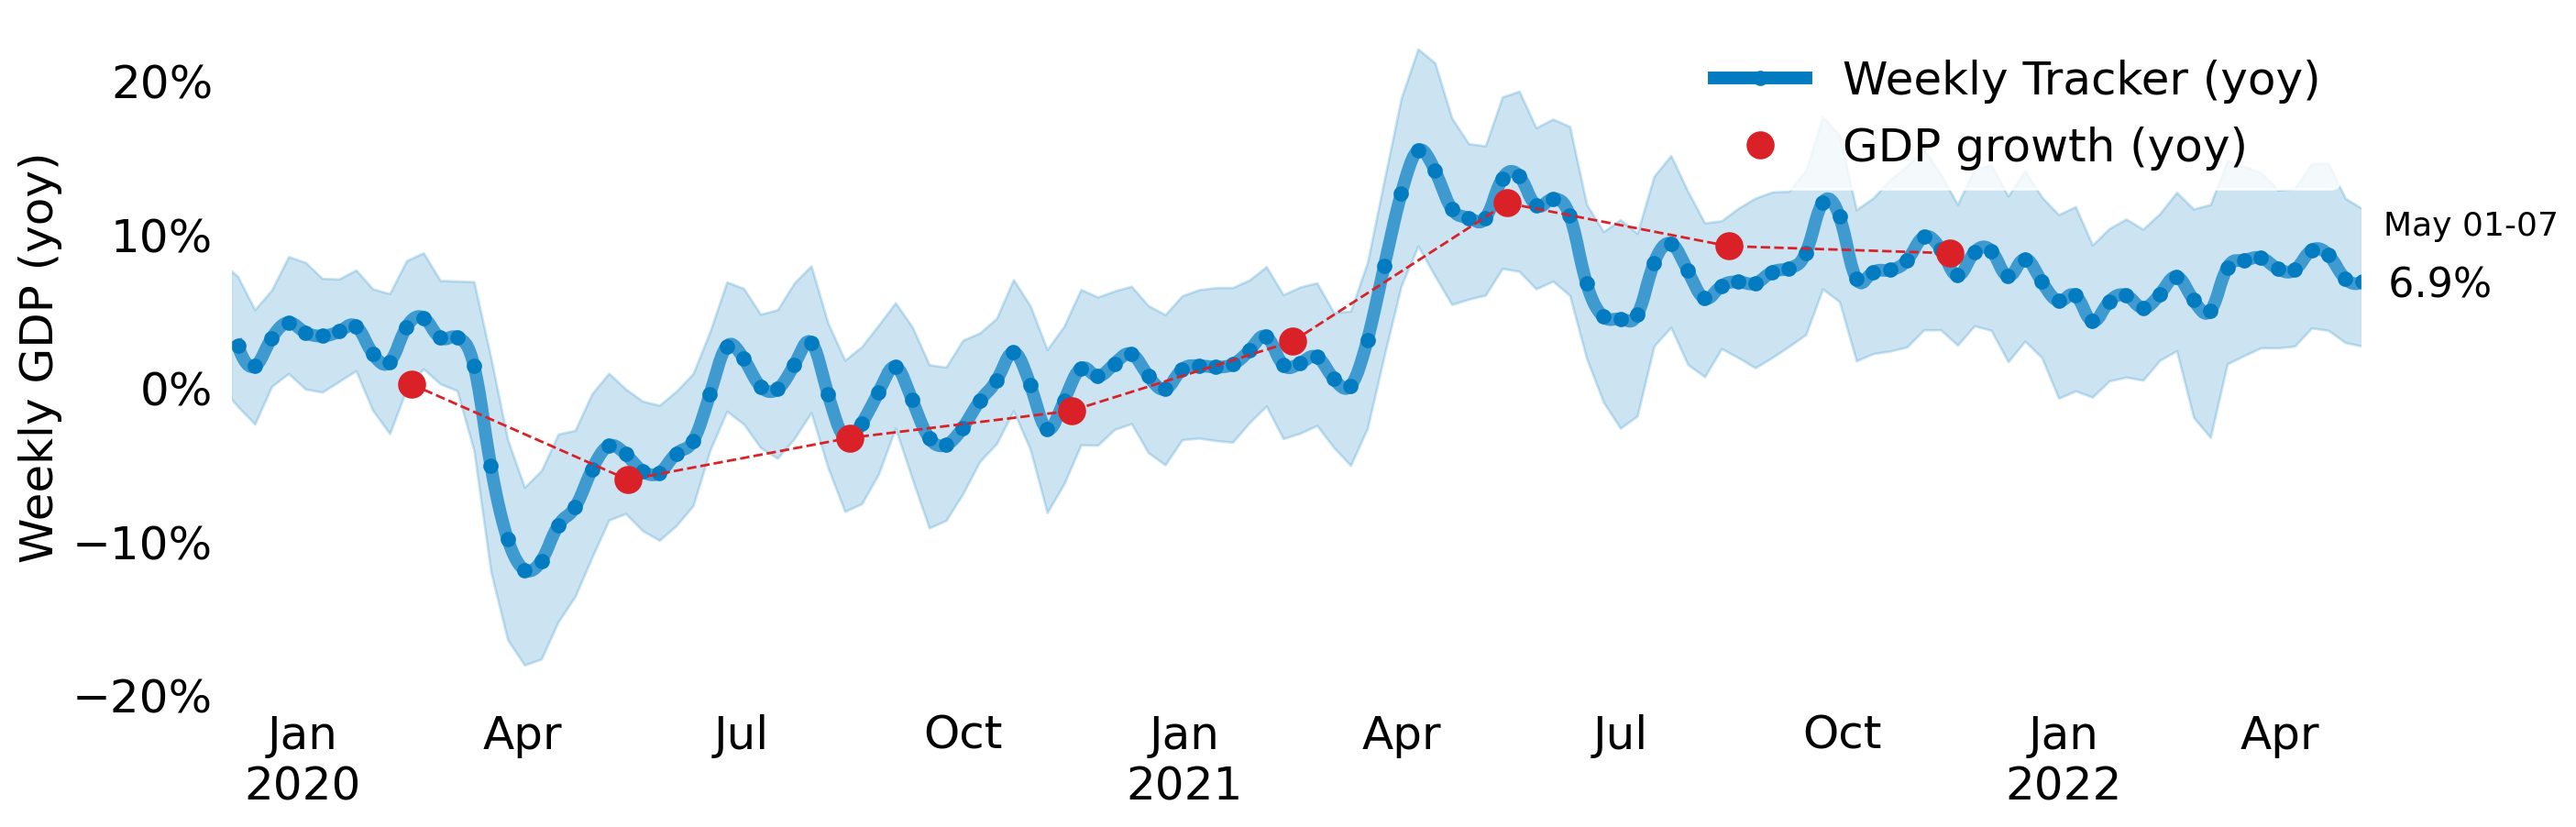 Weekly GDP (yoy)
20%
10%
0%
−10%
−20%
Weekly Tracker (yoy)
GDP growth (yoy)
May 01-07
6.9%
Jan
2020
Apr
Jul
Oct
Jan
2021
Apr
Jul
Oct
Jan
2022
Apr